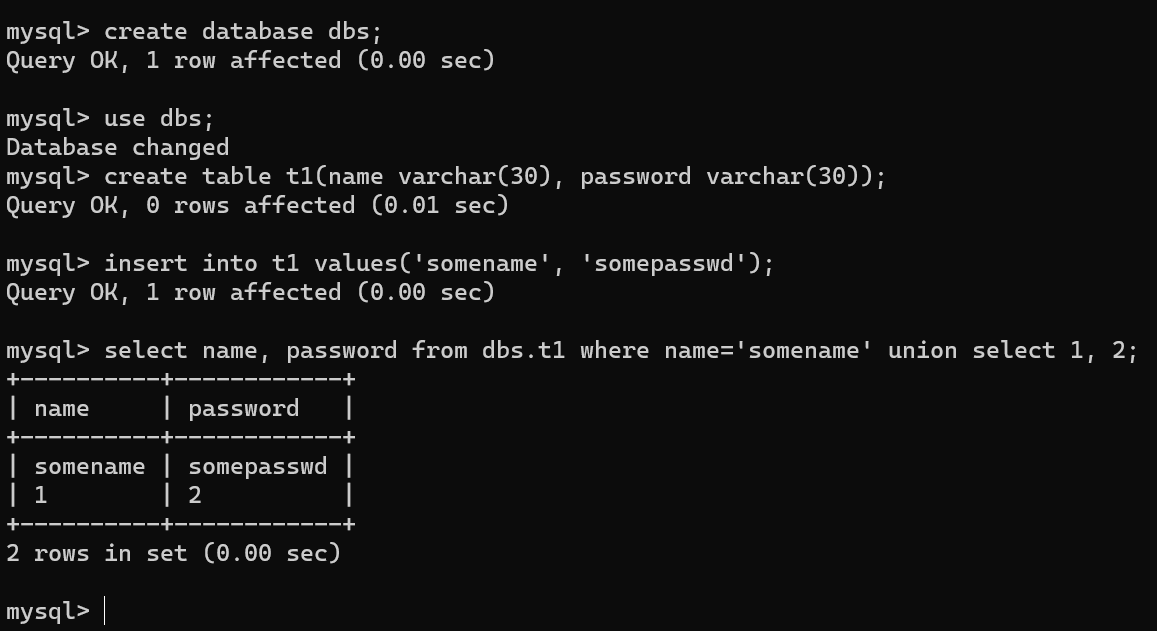 mysql> create database dbs;
Query OK, 1 row affected (0.00 sec)
mysql> use dbs;
Database changed
mysql> create table t1(name varchar(30), password varchar(30));
Query OK, 0 rows affected (0.01 sec)
mysql> insert into t1 values('somename', 'somepasswd');
Query OK, 1 row affected (0.00 sec)
mysql> select name, password from dbs.t1 where name='somename' union select 1, 2;
+----------+------------+
| name     | password   |
+----------+------------+
| somename | somepasswd |
| 1        | 2          |
+----------+------------+
2 rows in set (0.00 sec)
mysql>